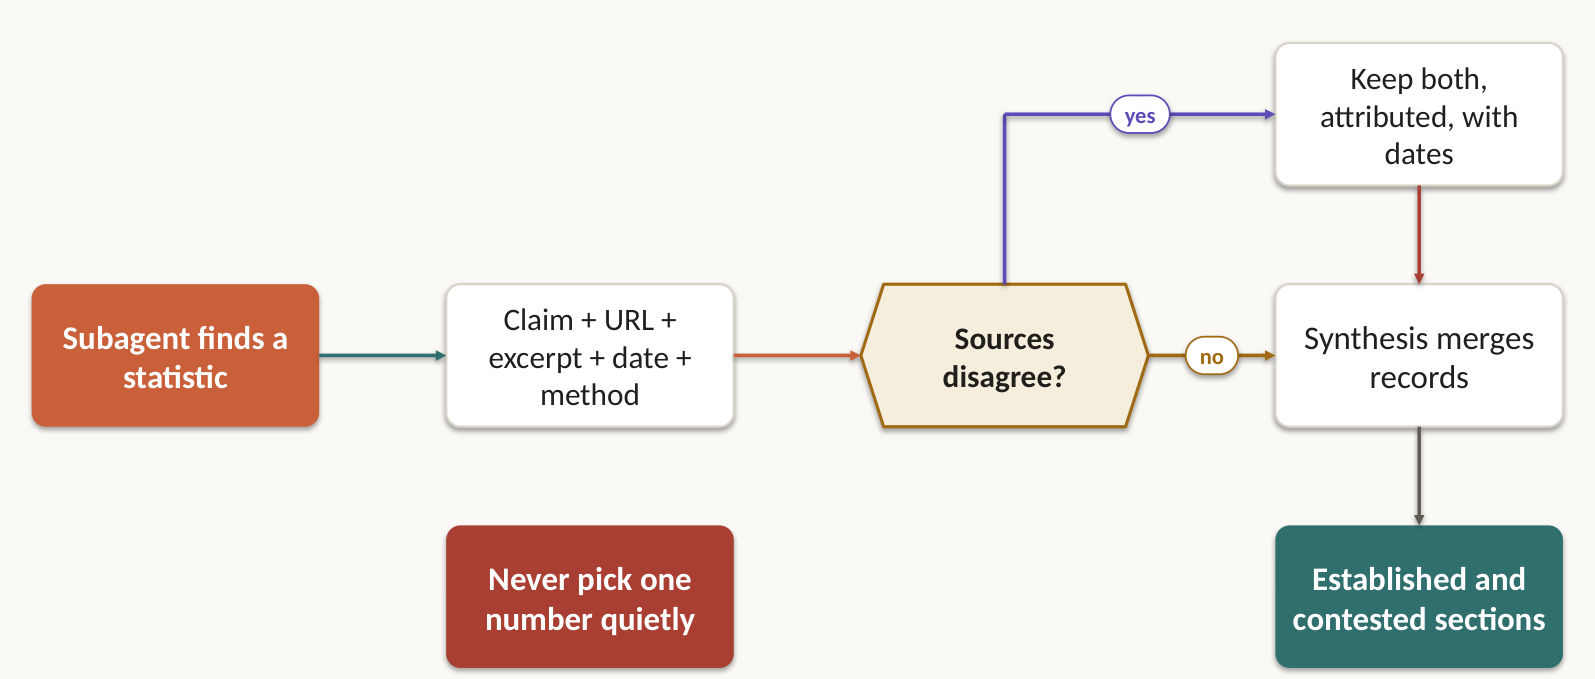 Subagent finds a
statistic
Claim + URL +
excerpt + date +
method
Sources
disagree?
yes
Keep both,
attributed, with
dates
no
Synthesis merges
records
Never pick one
number quietly
Established and
contested sections